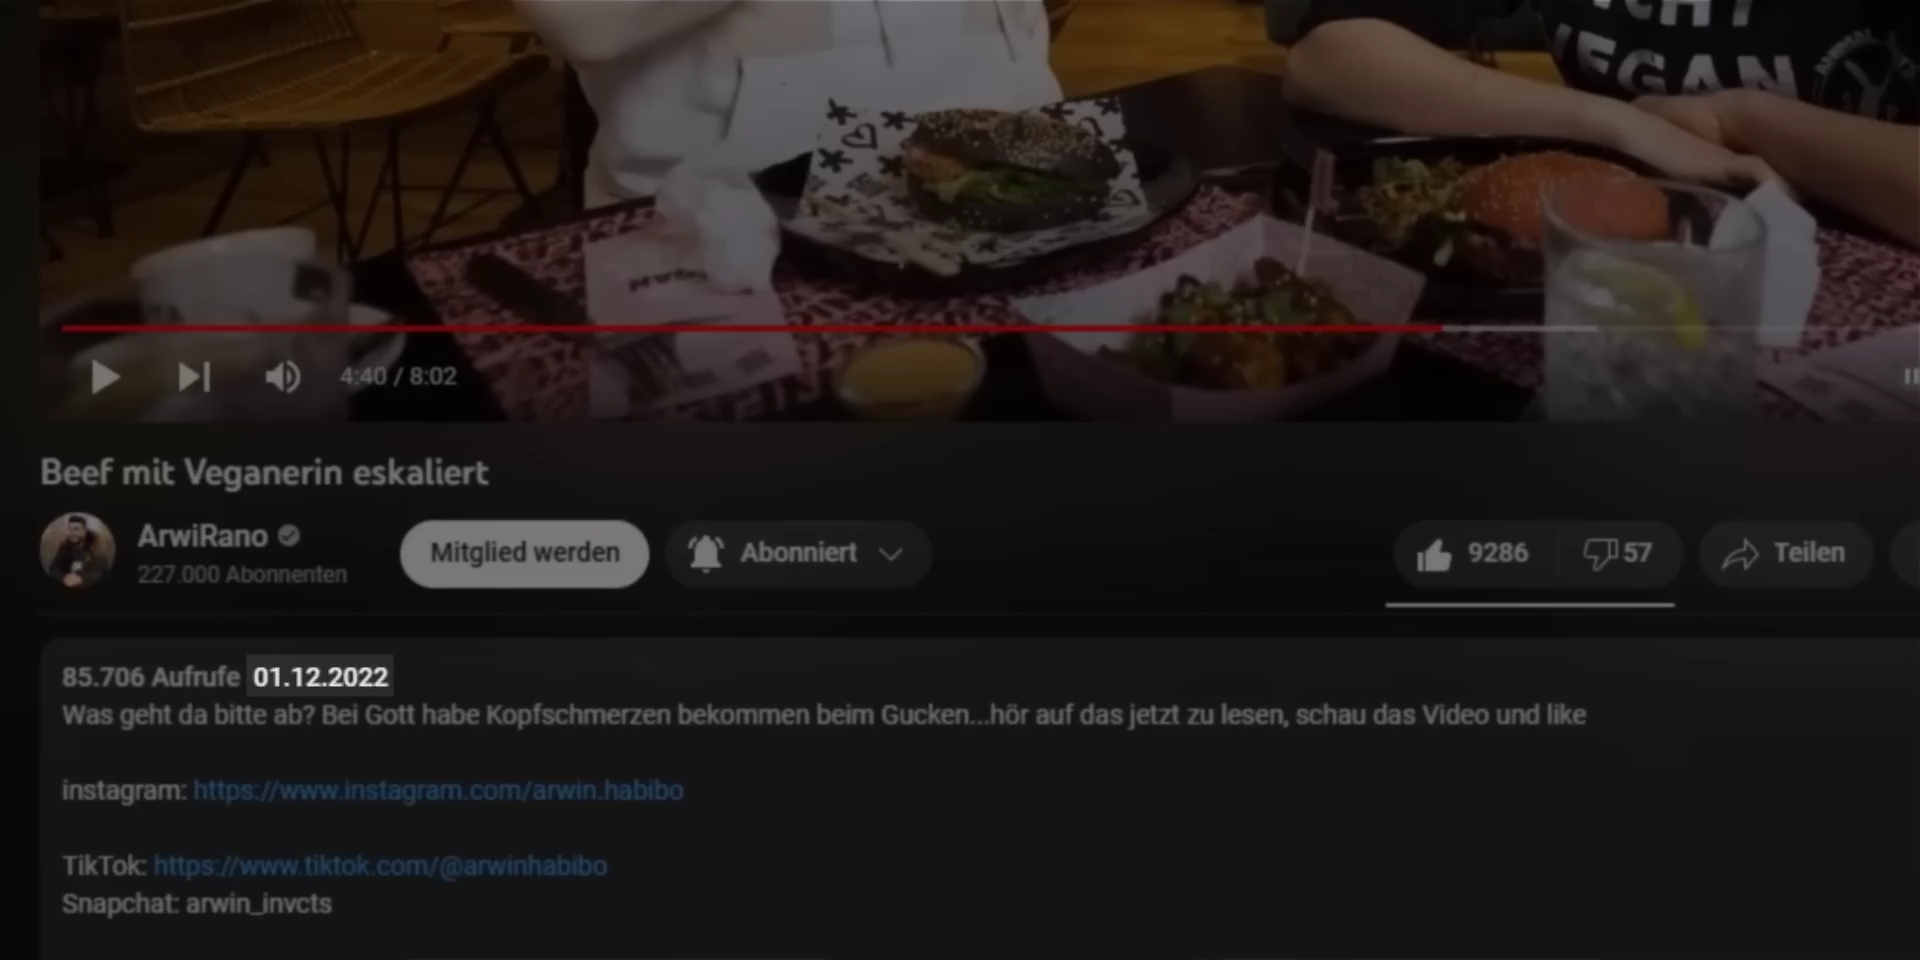 VEGAN
4:40 / 8:02
Beef mit Veganerin eskaliert
ArwiRano
227.000 Abonnenten
Mitglied werden
Abonniert
9286
57
Teilen
85.706 Aufrufe 01.12.2022
Was geht da bitte ab? Bei Gott habe Kopfschmerzen bekommen beim Gucken...hör auf das jetzt zu lesen, schau das Video und like
instagram: https://www.instagram.com/arwin.habibo
TikTok: https://www.tiktok.com/@arwinhabibo
Snapchat: arwin_invcts